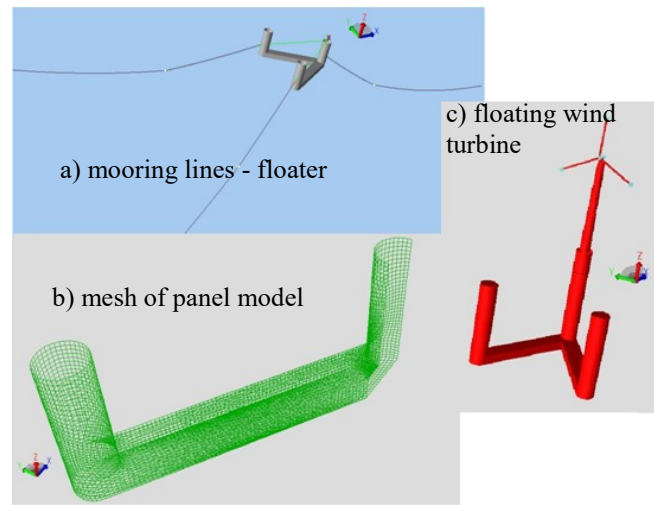 a) mooring lines - floater
c) floating wind
turbine
b) mesh of panel model
Z
Y
X
Z
Y
X
Z
Y
X